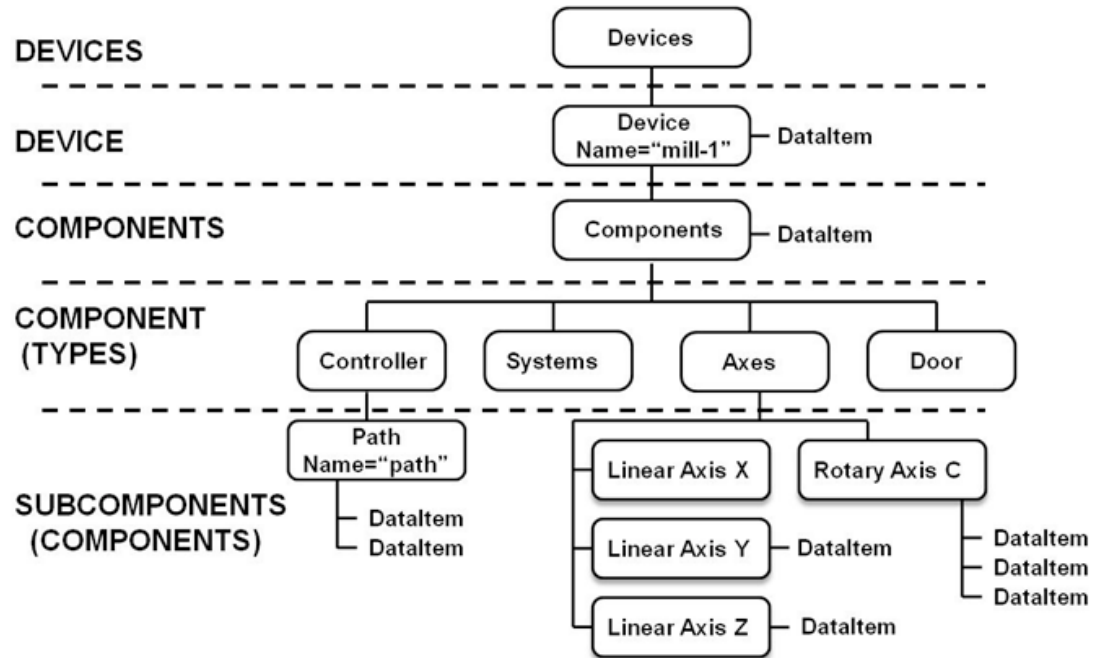 DEVICES
Devices
DEVICE
Device
Name=“mill-1”
DataItem
COMPONENTS
Components
DataItem
COMPONENT
(TYPES)
Controller
Systems
Axes
Door
SUBCOMPONENTS
(COMPONENTS)
Path
Name=“path”
DataItem
DataItem
Linear Axis X
Rotary Axis C
Linear Axis Y
DataItem
Linear Axis Z
DataItem
DataItem
DataItem
DataItem